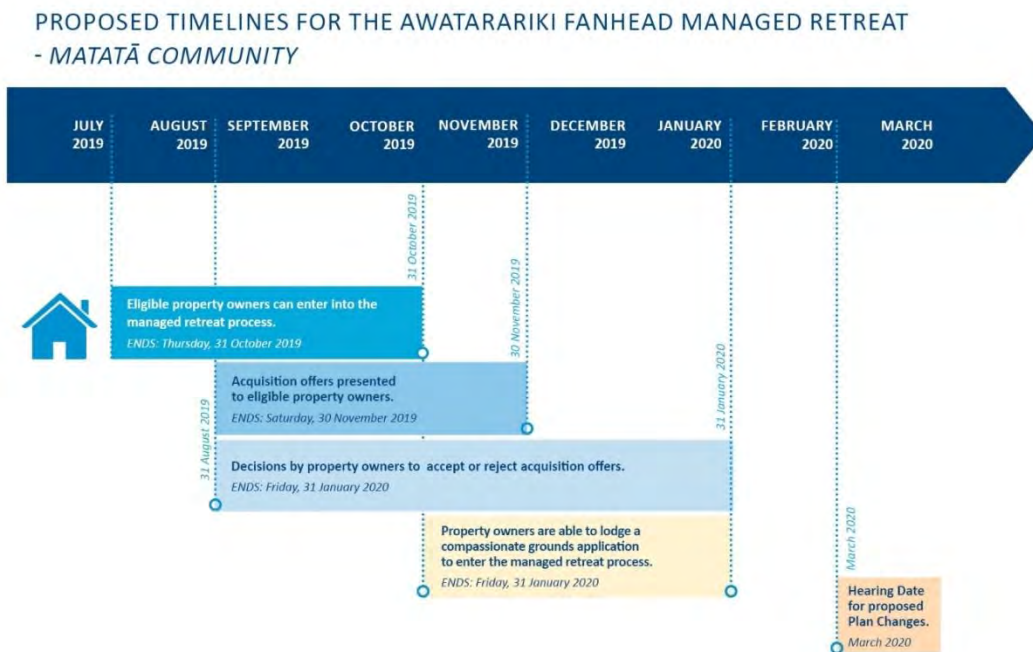 PROPOSED TIMELINES FOR THE AWATARARIKI FANHEAD MANAGED RETREAT
- MATATĀ COMMUNITY
JULY
2019
AUGUST
2019
SEPTEMBER
2019
OCTOBER
2019
NOVEMBER
2019
DECEMBER
2019
JANUARY
2020
FEBRUARY
2020
MARCH
2020
31 October 2019
Eligible property owners can enter into the
managed retreat process.
ENDS: Thursday, 31 October 2019
30 November 2019
Acquisition offers presented
to eligible property owners.
ENDS: Saturday, 30 November 2019
31 January 2020
31 August 2019
Decisions by property owners to accept or reject acquisition offers.
ENDS: Friday, 31 January 2020
Property owners are able to lodge a
compassionate grounds application
to enter the managed retreat process.
ENDS: Friday, 31 January 2020
March 2020
Hearing Date
for proposed
Plan Changes.
March 2020